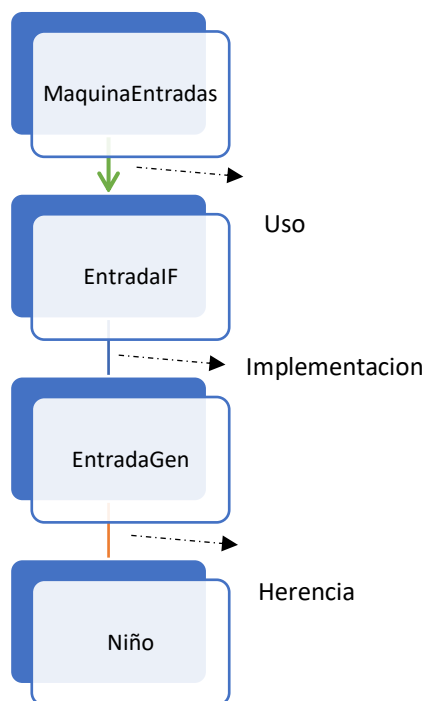 MaquinaEntradas
Uso
EntradaIF
Implementacion
EntradaGen
Herencia
Niño